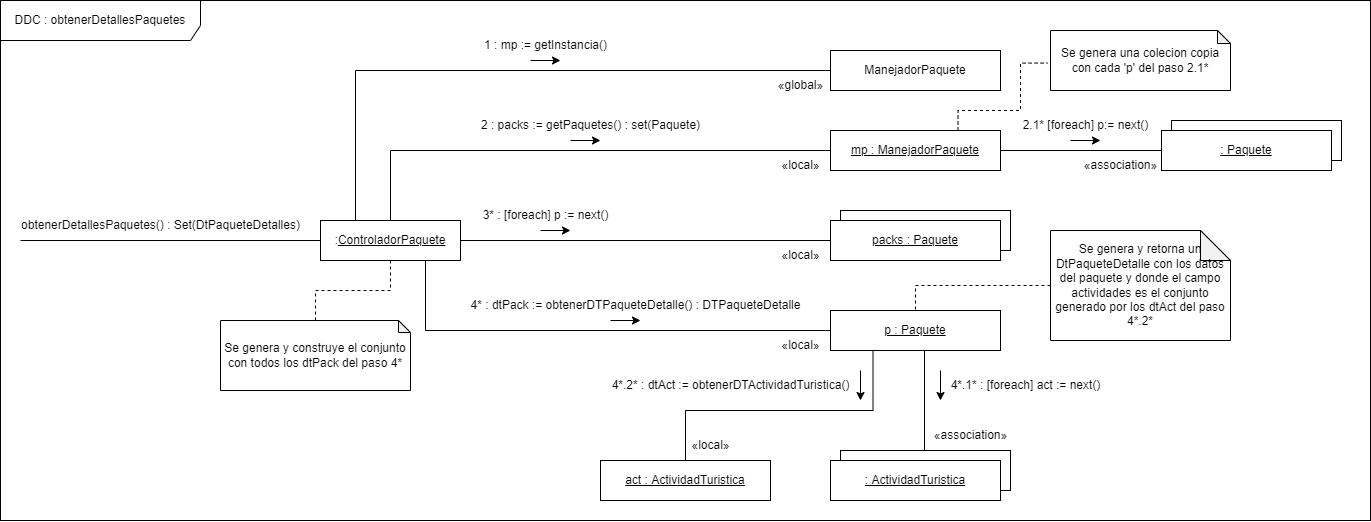 DDC : obtenerDetallesPaquetes
1 : mp := getInstancia()
ManejadorPaquete
«global»
Se genera una colecion copia
con cada 'p' del paso 2.1*
2 : packs := getPaquetes() : set(Paquete)
mp : ManejadorPaquete
«local»
2.1* [foreach] p:= next()
: Paquete
«association»
obtenerDetallesPaquetes() : Set(DtPaqueteDetalles)
:ControladorPaquete
3* : [foreach] p := next()
packs : Paquete
«local»
Se genera y retorna un
DtPaqueteDetalle con los datos
del paquete y donde el campo
actividades es el conjunto
generado por los dtAct del paso
4*.2*
4* : dtPack := obtenerDTPaqueteDetalle() : DTPaqueteDetalle
p : Paquete
«local»
Se genera y construye el conjunto
con todos los dtPack del paso 4*
4*.2* : dtAct := obtenerDTActividadTuristica()
4*.1* : [foreach] act := next()
«local»
«association»
act : ActividadTuristica
: ActividadTuristica